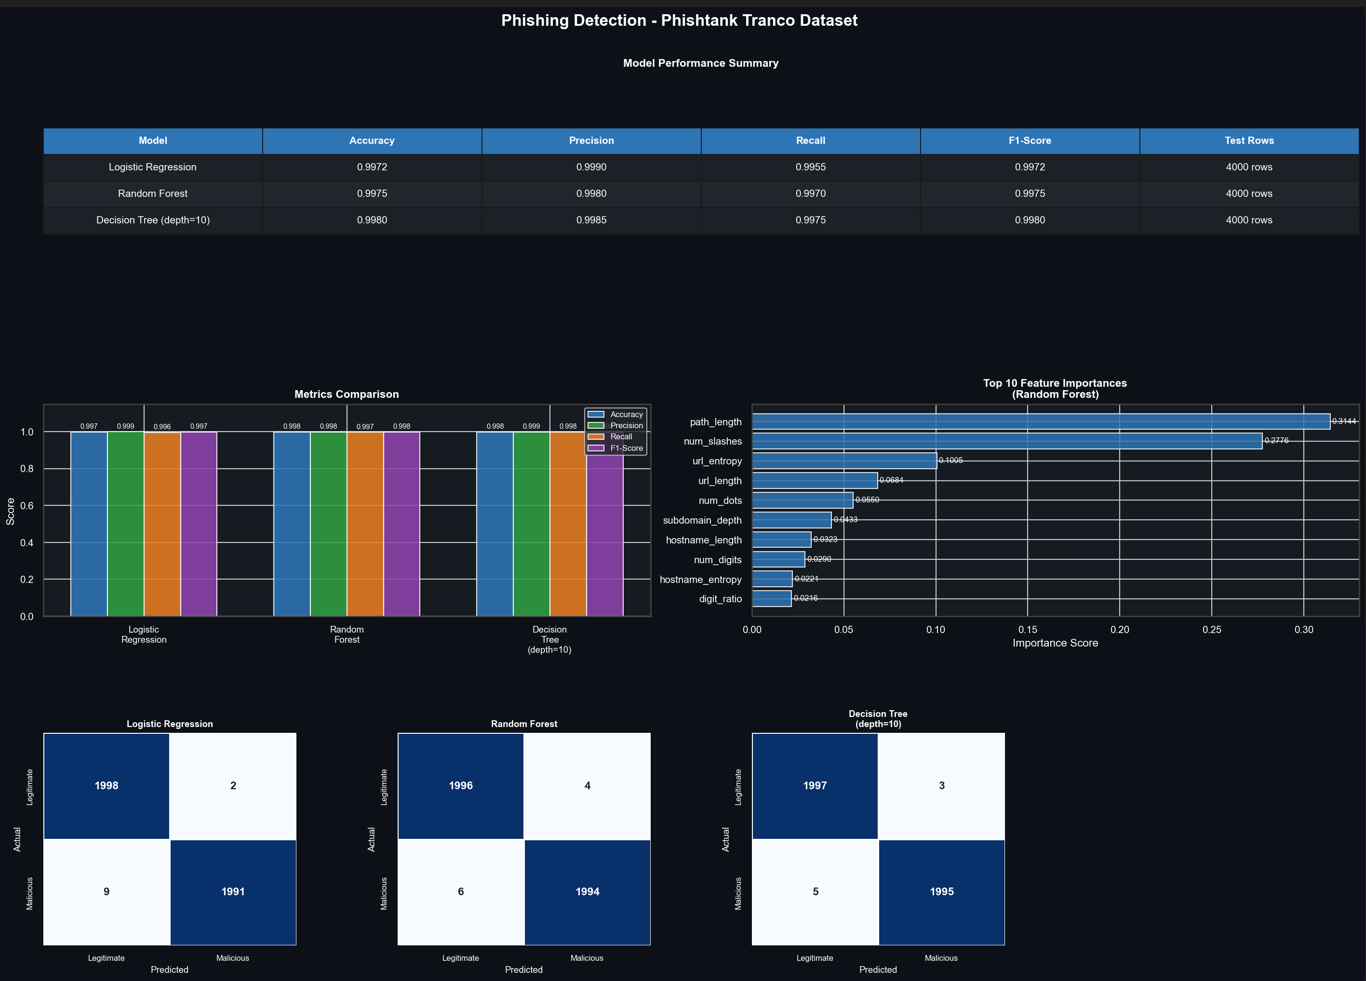 Phishing Detection - Phishtank Tranco Dataset
Model Performance Summary
Model Accuracy Precision Recall F1-Score Test Rows
Logistic Regression 0.9972 0.9990 0.9955 0.9972 4000 rows
Random Forest 0.9975 0.9980 0.9970 0.9975 4000 rows
Decision Tree (depth=10) 0.9980 0.9985 0.9975 0.9980 4000 rows
Metrics Comparison
Accuracy
Precision
Recall
F1-Score
0.997 0.999 0.996 0.997 0.998 0.998 0.997 0.998 0.998 0.999 0.998
Score
1.0
0.8
0.6
0.4
0.2
0.0
Logistic
Regression
Random
Forest
Decision
Tree
(depth=10)
Top 10 Feature Importances
(Random Forest)
path_length 0.3144
num_slashes 0.2776
url_entropy 0.1005
url_length 0.0684
num_dots 0.0550
subdomain_depth 0.0433
hostname_length 0.0323
num_digits 0.0290
hostname_entropy 0.0221
digit_ratio 0.0216
0.00 0.05 0.10 0.15 0.20 0.25 0.30
Importance Score
Logistic Regression
Actual
Legitimate
Malicious
1998 2
9 1991
Legitimate Malicious
Predicted
Random Forest
Actual
Legitimate
Malicious
1996 4
6 1994
Legitimate Malicious
Predicted
Decision Tree
(depth=10)
Actual
Legitimate
Malicious
1997 3
5 1995
Legitimate Malicious
Predicted